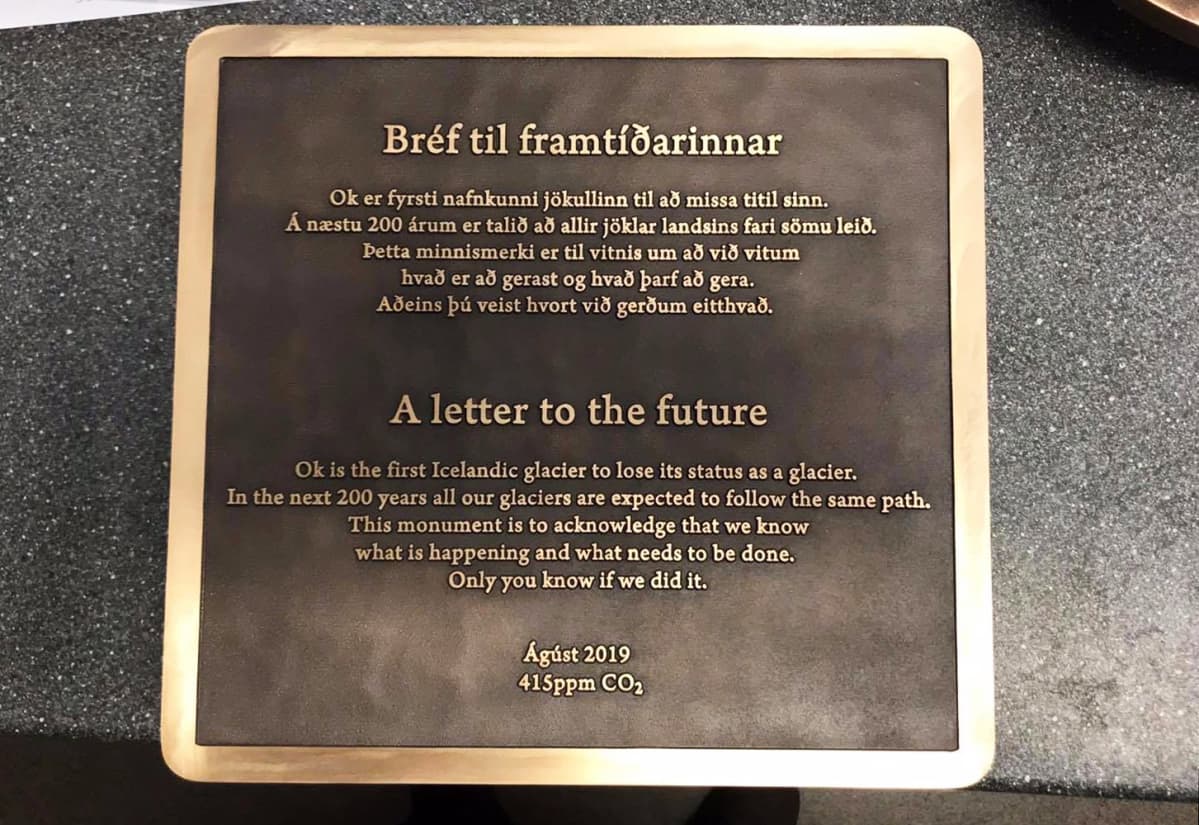 Bréf til framtíðarinnar
Ok er fyrsti nafnkunni jökullinn til að missa titil sinn.
Á næstu 200 árum er talið að allir jöklar landsins fari sömu leið.
Þetta minnismerki er til vitnis um að við vitum
hvað er að gerast og hvað þarf að gera.
Aðeins þú veist hvort við gerðum eitthvað.
A letter to the future
Ok is the first Icelandic glacier to lose its status as a glacier.
In the next 200 years all our glaciers are expected to follow the same path.
This monument is to acknowledge that we know
what is happening and what needs to be done.
Only you know if we did it.
Ágúst 2019
415ppm CO₂